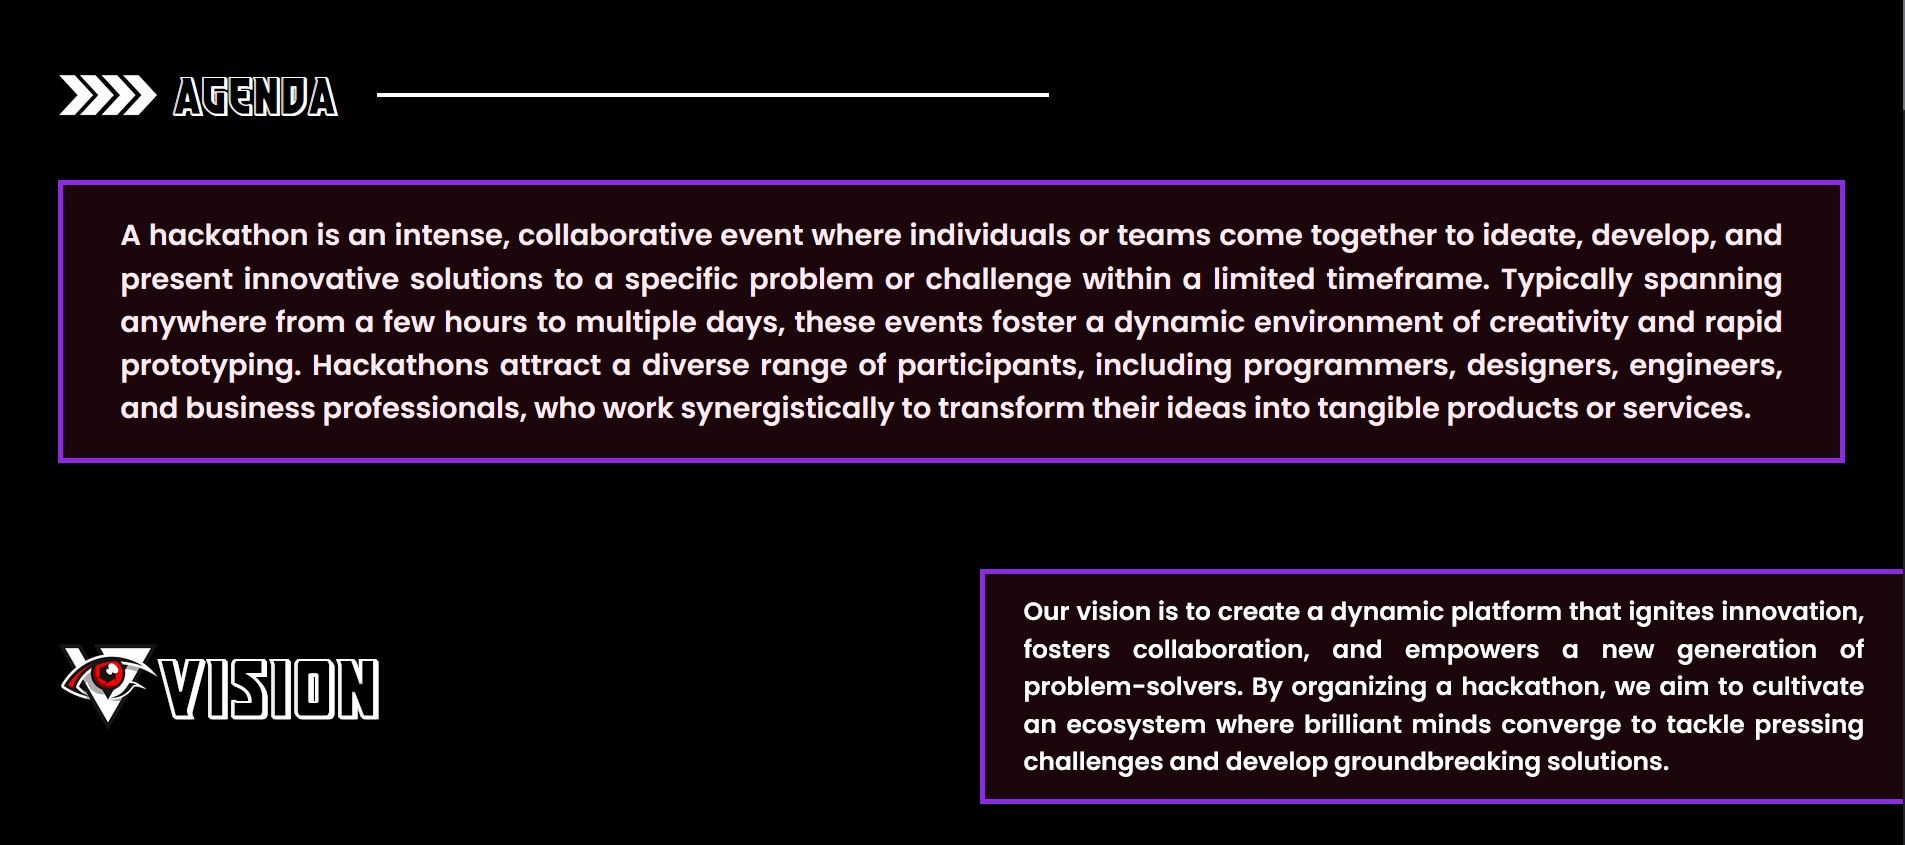 AGENDA
A hackathon is an intense, collaborative event where individuals or teams come together to ideate, develop, and
present innovative solutions to a specific problem or challenge within a limited timeframe. Typically spanning
anywhere from a few hours to multiple days, these events foster a dynamic environment of creativity and rapid
prototyping. Hackathons attract a diverse range of participants, including programmers, designers, engineers,
and business professionals, who work synergistically to transform their ideas into tangible products or services.
VISION
Our vision is to create a dynamic platform that ignites innovation,
fosters collaboration, and empowers a new generation of
problem-solvers. By organizing a hackathon, we aim to cultivate
an ecosystem where brilliant minds converge to tackle pressing
challenges and develop groundbreaking solutions.